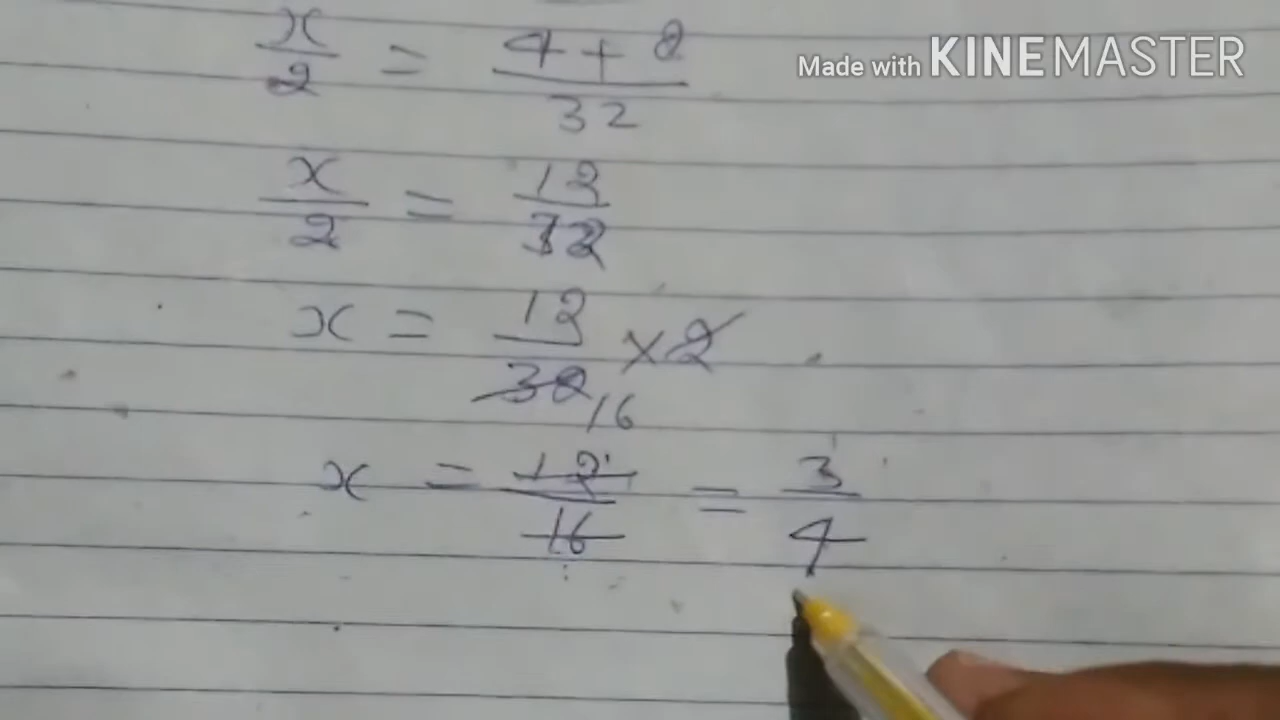 x/2 = (4 + 8)/32
Made with KINEMASTER
x/2 = 12/32
x = 12/32 × 2
16
x = 12/16 = 3/4